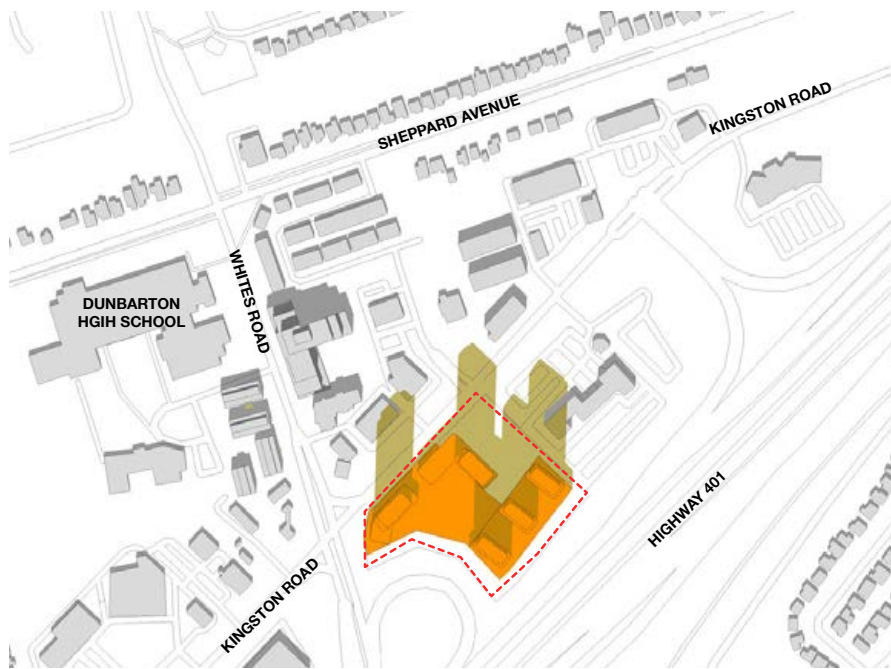 SHEPPARD AVENUE
KINGSTON ROAD
WHITES ROAD
DUNBARTON
HGIH SCHOOL
HIGHWAY 401
KINGSTON ROAD